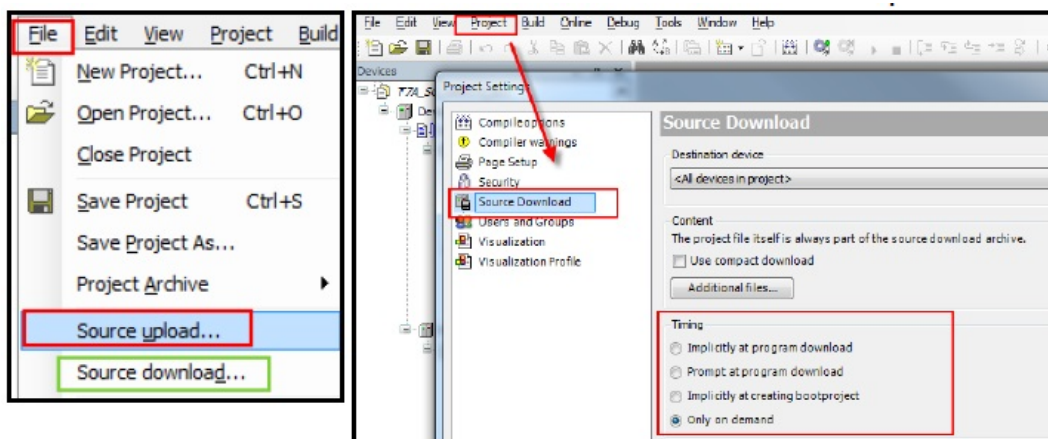 File Edit View Project Build
New Project... Ctrl+N
Open Project... Ctrl+O
Close Project
Save Project Ctrl+S
Save Project As...
Project Archive
Source upload...
Source download...
File Edit View Project Build Online Debug Tools Window Help
Devices
Project Settings
Compileoptions
Compiler warnings
Page Setup
Security
Source Download
Users and Groups
Visualization
Visualization Profile
Source Download
Destination device
<All devices in project>
Content
The project file itself is always part of the source download archive.
Use compact download
Additional files...
Timing
Implicitly at program download
Prompt at program download
Implicitly at creating bootproject
Only on demand